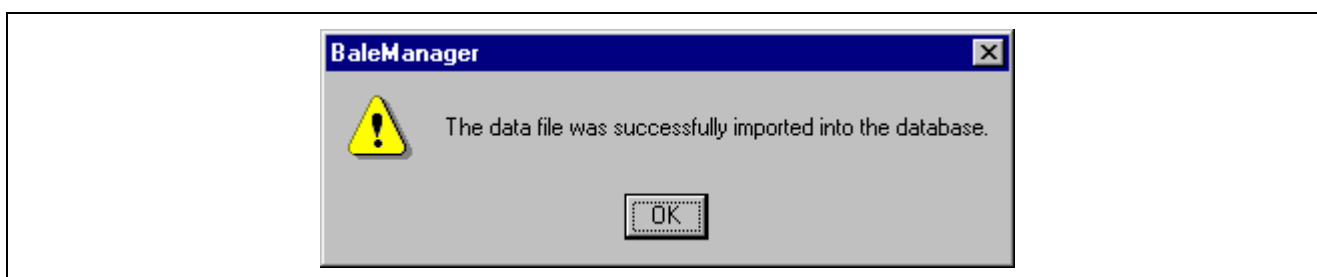 BaleManager
The data file was successfully imported into the database.
OK